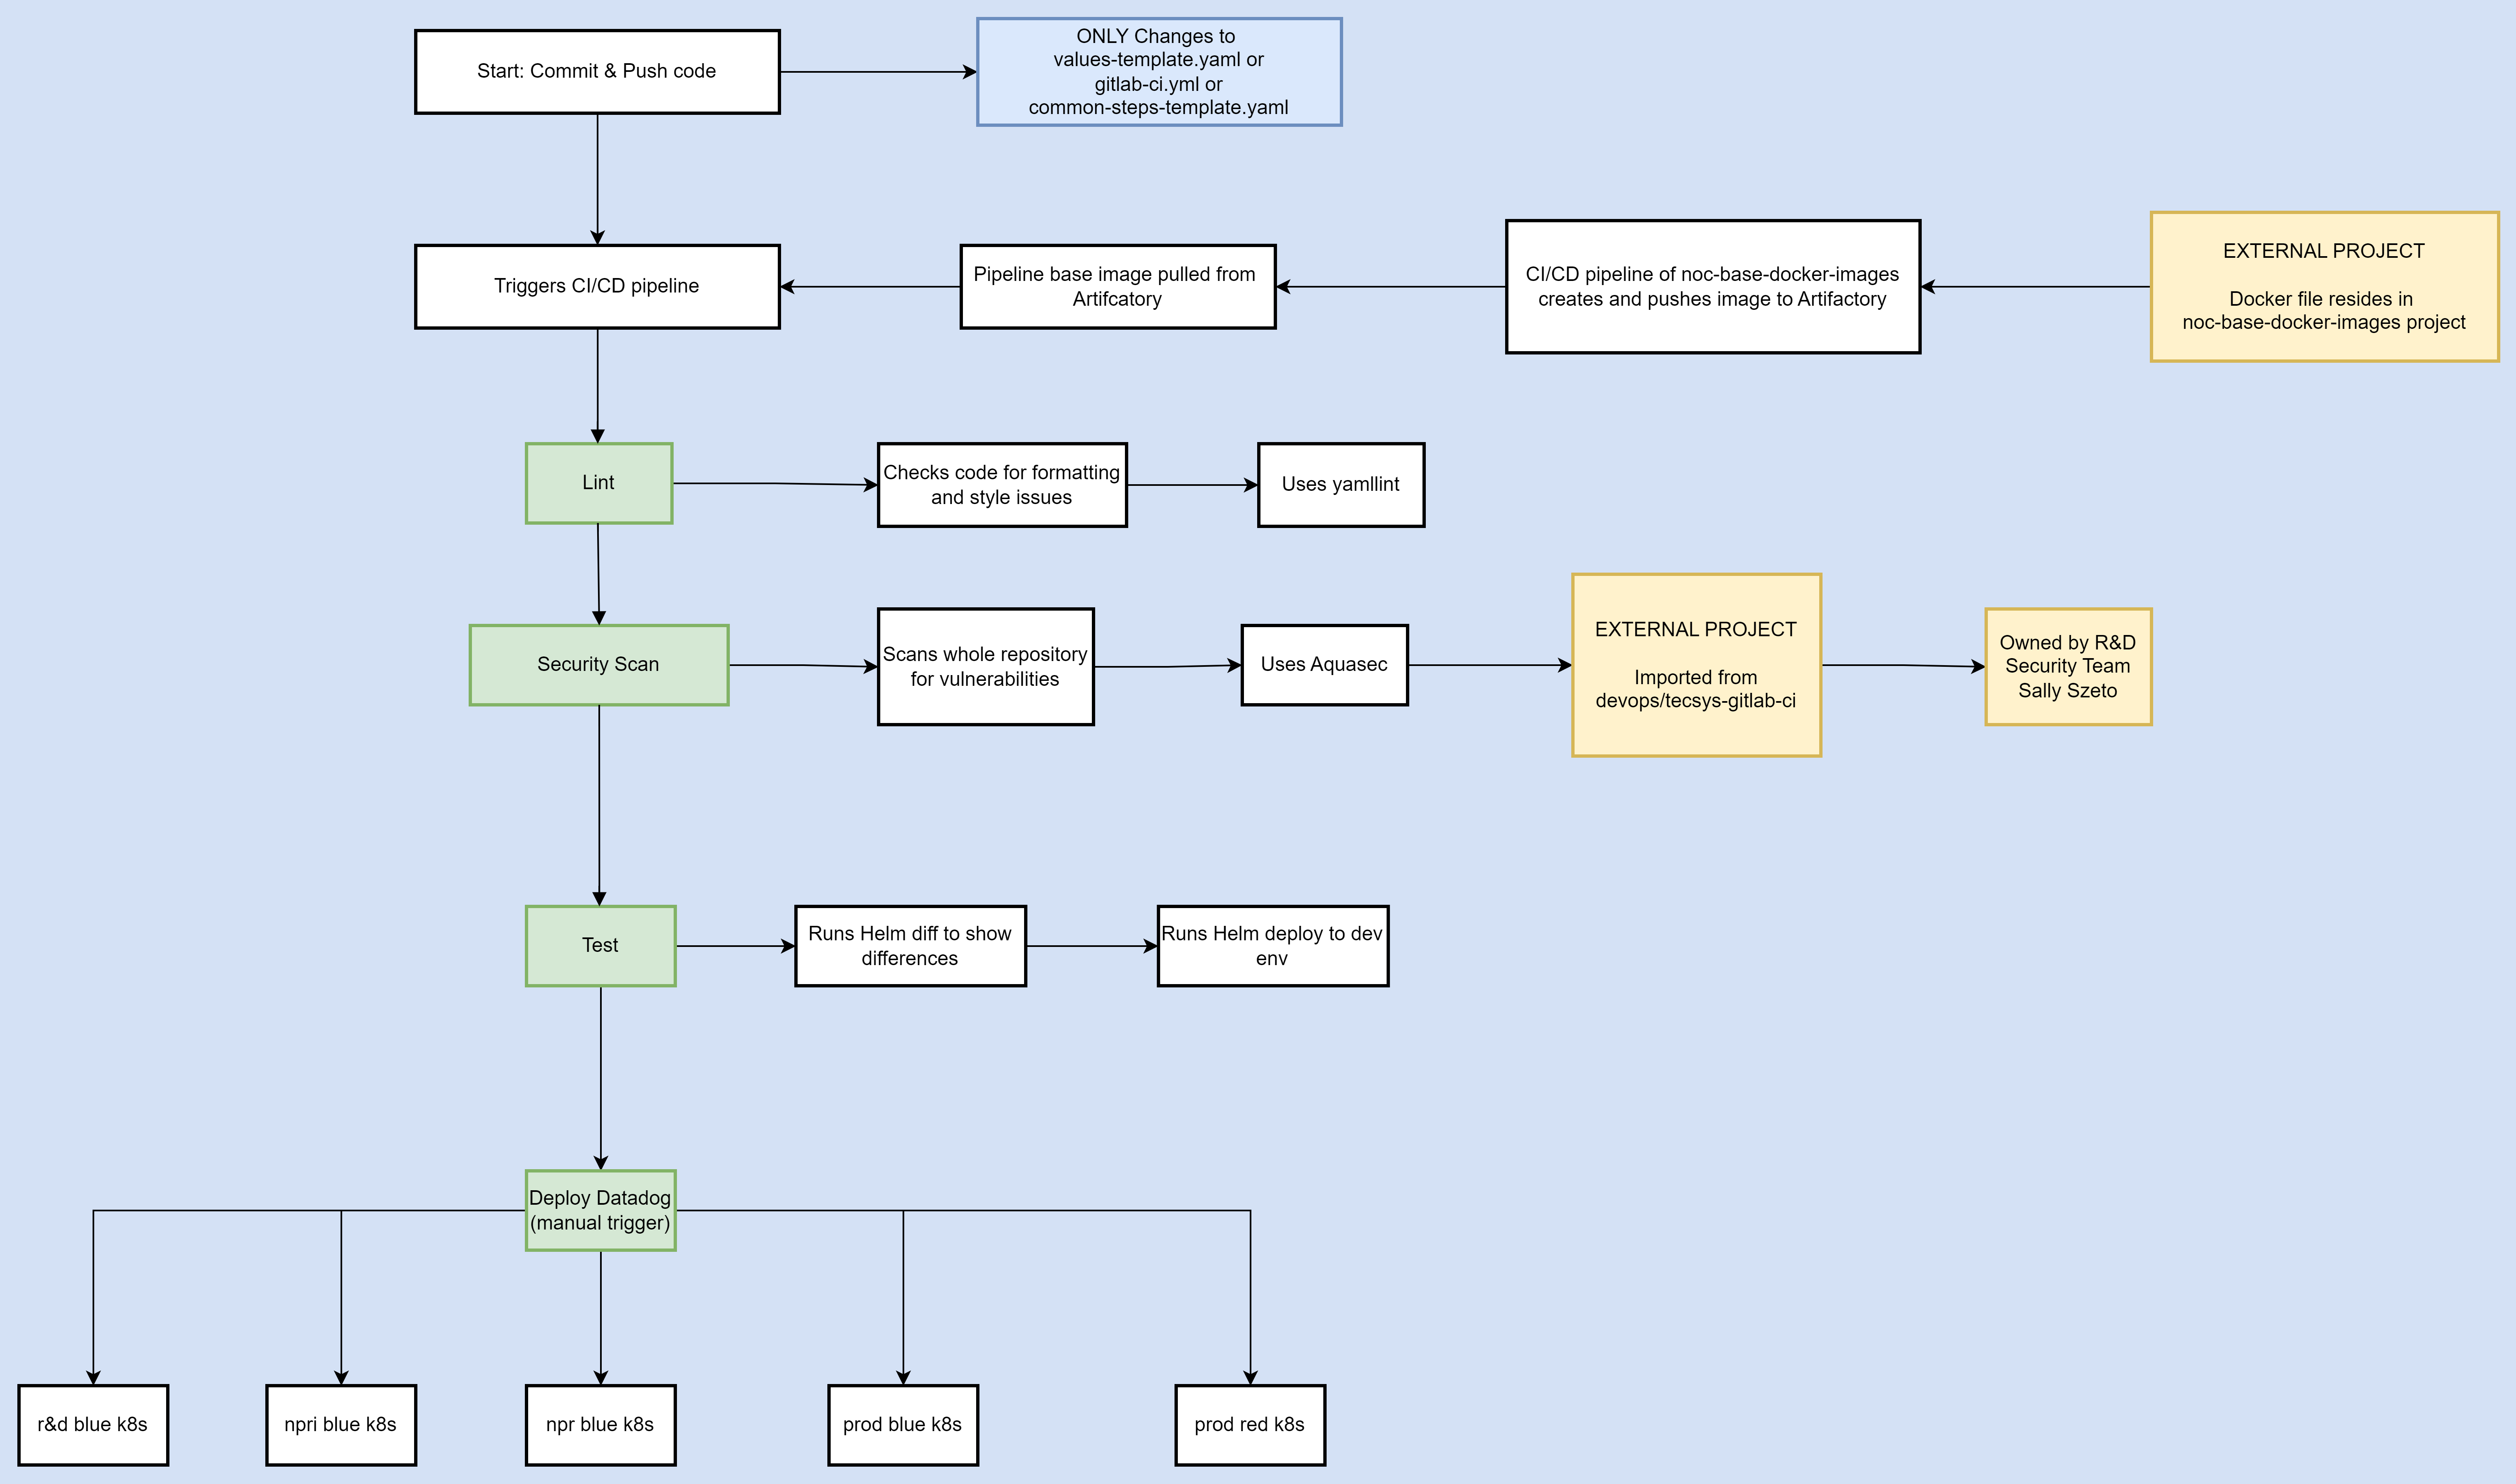 Start: Commit & Push code
ONLY Changes to
values-template.yaml or
gitlab-ci.yml or
common-steps-template.yaml
Triggers CI/CD pipeline
Pipeline base image pulled from
Artifcatory
CI/CD pipeline of noc-base-docker-images
creates and pushes image to Artifactory
EXTERNAL PROJECT
Docker file resides in
noc-base-docker-images project
Lint
Checks code for formatting
and style issues
Uses yamllint
Security Scan
Scans whole repository
for vulnerabilities
Uses Aquasec
EXTERNAL PROJECT
Imported from
devops/tecsys-gitlab-ci
Owned by R&D
Security Team
Sally Szeto
Test
Runs Helm diff to show
differences
Runs Helm deploy to dev
env
Deploy Datadog
(manual trigger)
r&d blue k8s
npri blue k8s
npr blue k8s
prod blue k8s
prod red k8s